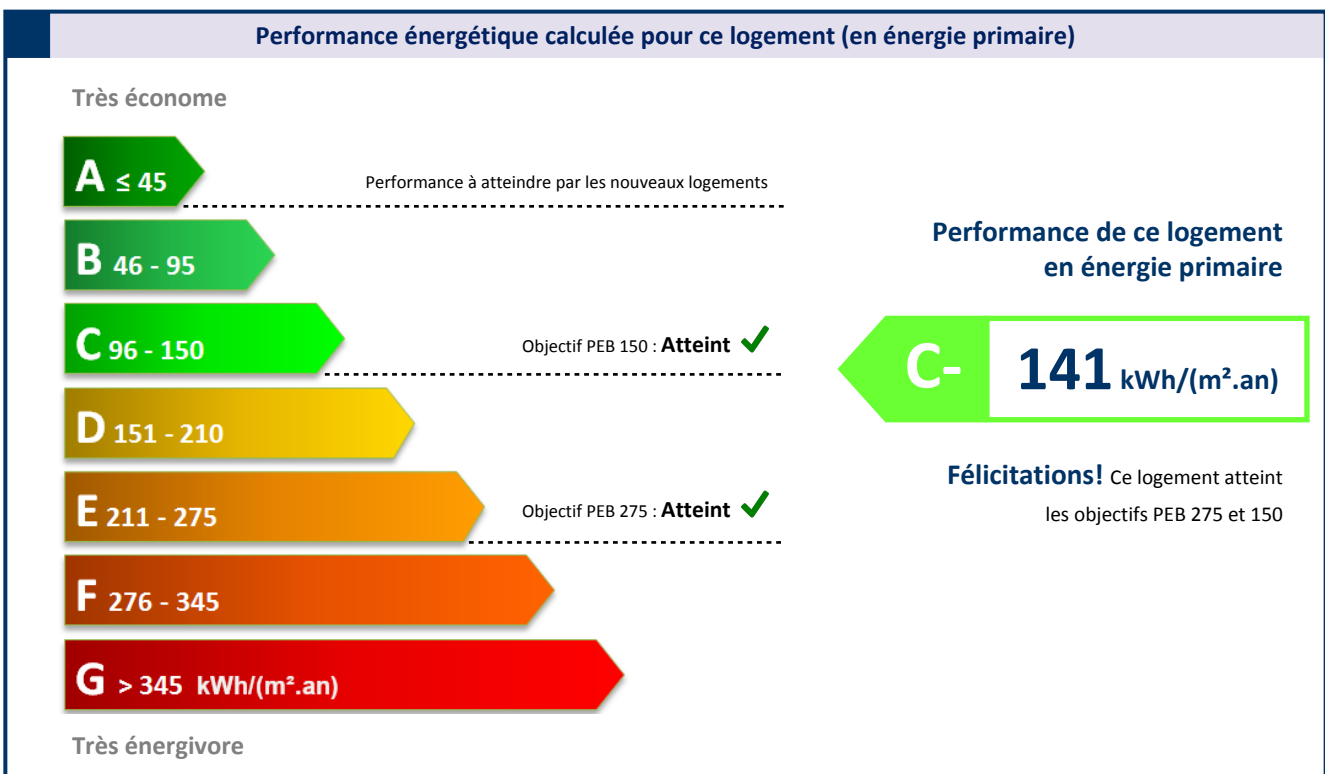 Performance énergétique calculée pour ce logement (en énergie primaire)
Très économe
A ≤ 45
Performance à atteindre par les nouveaux logements
B 46 - 95
C 96 - 150
Objectif PEB 150 : Atteint
D 151 - 210
E 211 - 275
Objectif PEB 275 : Atteint
F 276 - 345
G > 345 kWh/(m².an)
Très énergivore
Performance de ce logement
en énergie primaire
C- 141 kWh/(m².an)
Félicitations! Ce logement atteint
les objectifs PEB 275 et 150